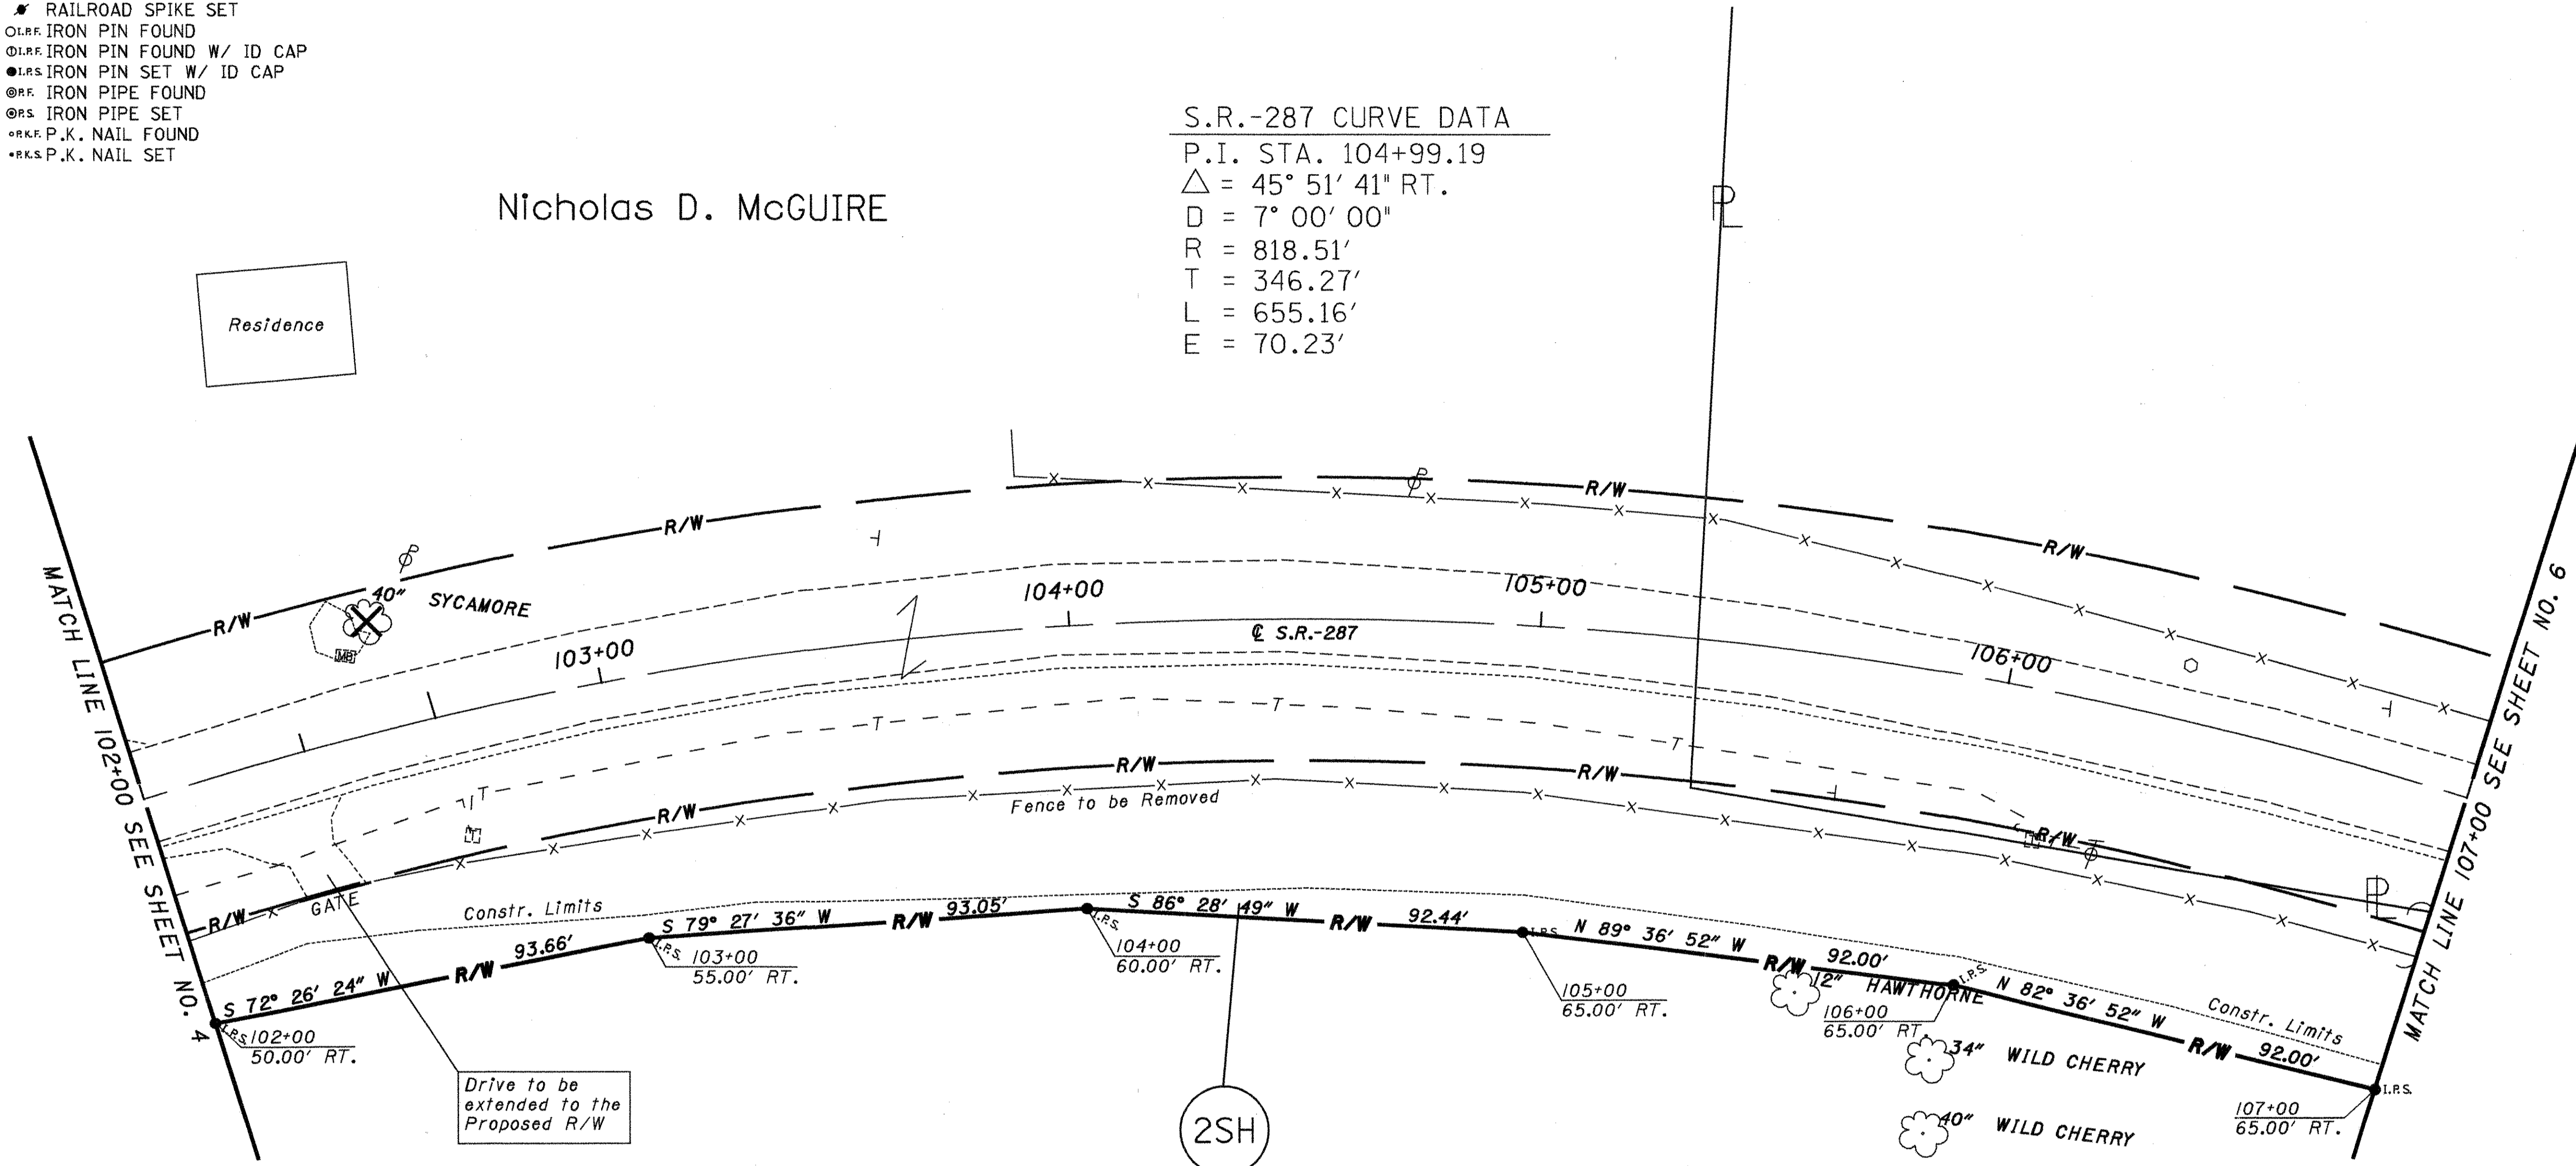 RAILROAD SPIKE SET
I.P.F. IRON PIN FOUND
I.P.F. IRON PIN FOUND W/ ID CAP
I.P.S. IRON PIN SET W/ ID CAP
P.F. IRON PIPE FOUND
P.S. IRON PIPE SET
P.K.F. P.K. NAIL FOUND
P.K.S. P.K. NAIL SET
Nicholas D. McGUIRE
Residence
S.R.-287 CURVE DATA
P.I. STA. 104+99.19
△ = 45° 51' 41" RT.
D = 7° 00' 00"
R = 818.51'
T = 346.27'
L = 655.16'
E = 70.23'
PL
MATCH LINE 102+00 SEE SHEET NO. 4
R/W
R/W
R/W
R/W
P
P
40" SYCAMORE
MB
103+00
104+00
105+00
106+00
℄ S.R.-287
T
T
T
T
T
T
T
R/W
R/W
R/W
R/W
R/W
GATE
Fence to be Removed
Constr. Limits
Constr. Limits
PL
MATCH LINE 107+00 SEE SHEET NO. 6
S 72° 26' 24" W R/W 93.66'
S 79° 27' 36" W R/W 93.05'
S 86° 28' 49" W R/W 92.44'
N 89° 36' 52" W R/W 92.00'
N 82° 36' 52" W R/W 92.00'
I.P.S.
102+00
50.00' RT.
I.P.S.
103+00
55.00' RT.
I.P.S.
104+00
60.00' RT.
I.P.S.
105+00
65.00' RT.
I.P.S.
106+00
65.00' RT.
I.P.S.
107+00
65.00' RT.
12" HAWTHORNE
34" WILD CHERRY
40" WILD CHERRY
Drive to be
extended to the
Proposed R/W
2SH